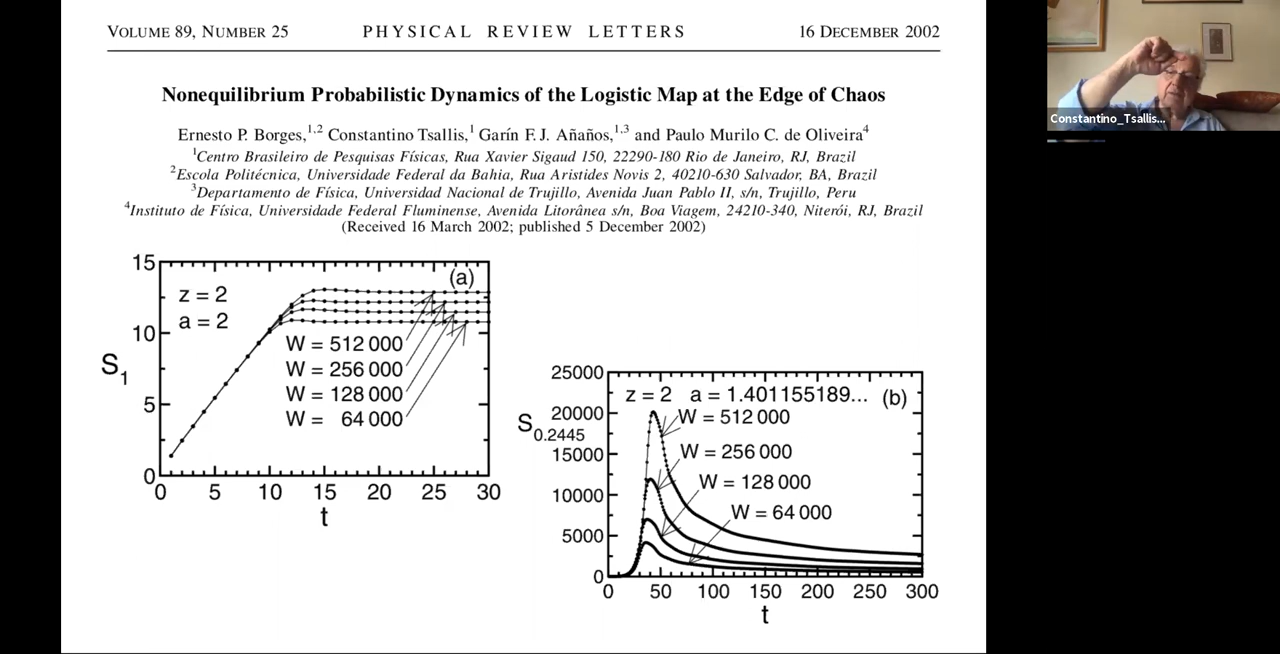 VOLUME 89, NUMBER 25 PHYSICAL REVIEW LETTERS 16 DECEMBER 2002
Nonequilibrium Probabilistic Dynamics of the Logistic Map at the Edge of Chaos
Ernesto P. Borges,1,2 Constantino Tsallis,1 Garín F. J. Añaños,1,3 and Paulo Murilo C. de Oliveira4
1Centro Brasileiro de Pesquisas Físicas, Rua Xavier Sigaud 150, 22290-180 Rio de Janeiro, RJ, Brazil
2Escola Politécnica, Universidade Federal da Bahia, Rua Aristides Novis 2, 40210-630 Salvador, BA, Brazil
3Departamento de Física, Universidad Nacional de Trujillo, Avenida Juan Pablo II, s/n, Trujillo, Peru
4Instituto de Física, Universidade Federal Fluminense, Avenida Litorânea s/n, Boa Viagem, 24210-340, Niterói, RJ, Brazil
(Received 16 March 2002; published 5 December 2002)
15
(a)
z = 2
a = 2
10
W = 512 000
W = 256 000
W = 128 000
W = 64 000
S1
5
0
0 5 10 15 20 25 30
t
25000
z = 2 a = 1.401155189... (b)
20000
W = 512 000
S0.2445
15000
W = 256 000
W = 128 000
10000
W = 64 000
5000
0
0 50 100 150 200 250 300
t
Constantino_Tsallis...